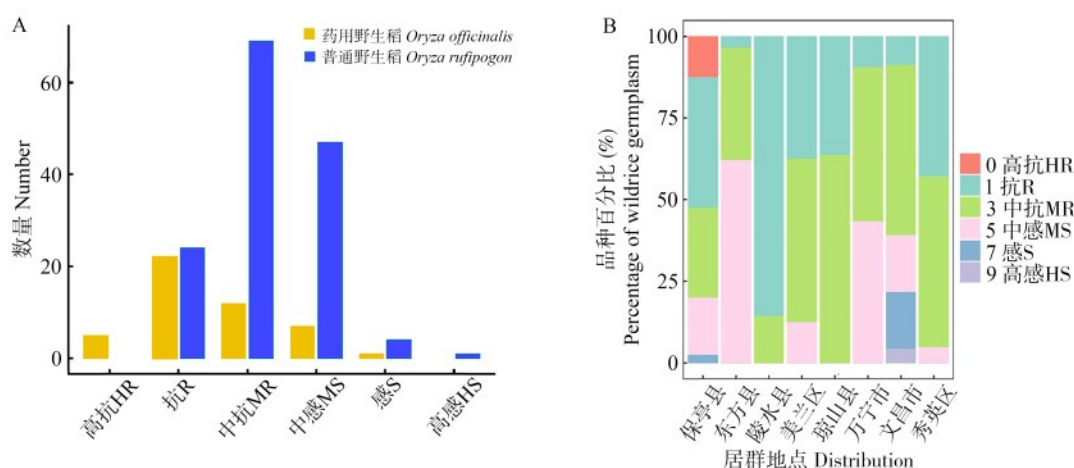 A
药用野生稻 Oryza officinalis
普通野生稻 Oryza rufipogon
数量 Number
60
40
20
0
高抗HR
抗R
中抗MR
中感MS
感S
高感HS
B
品种百分比 (%)
Percentage of wildrice germplasm
100
75
50
25
0
保亭县
东方县
陵水县
美兰区
琼山县
万宁市
文昌市
秀英区
居群地点 Distribution
0 高抗HR
1 抗R
3 中抗MR
5 中感MS
7 感S
9 高感HS